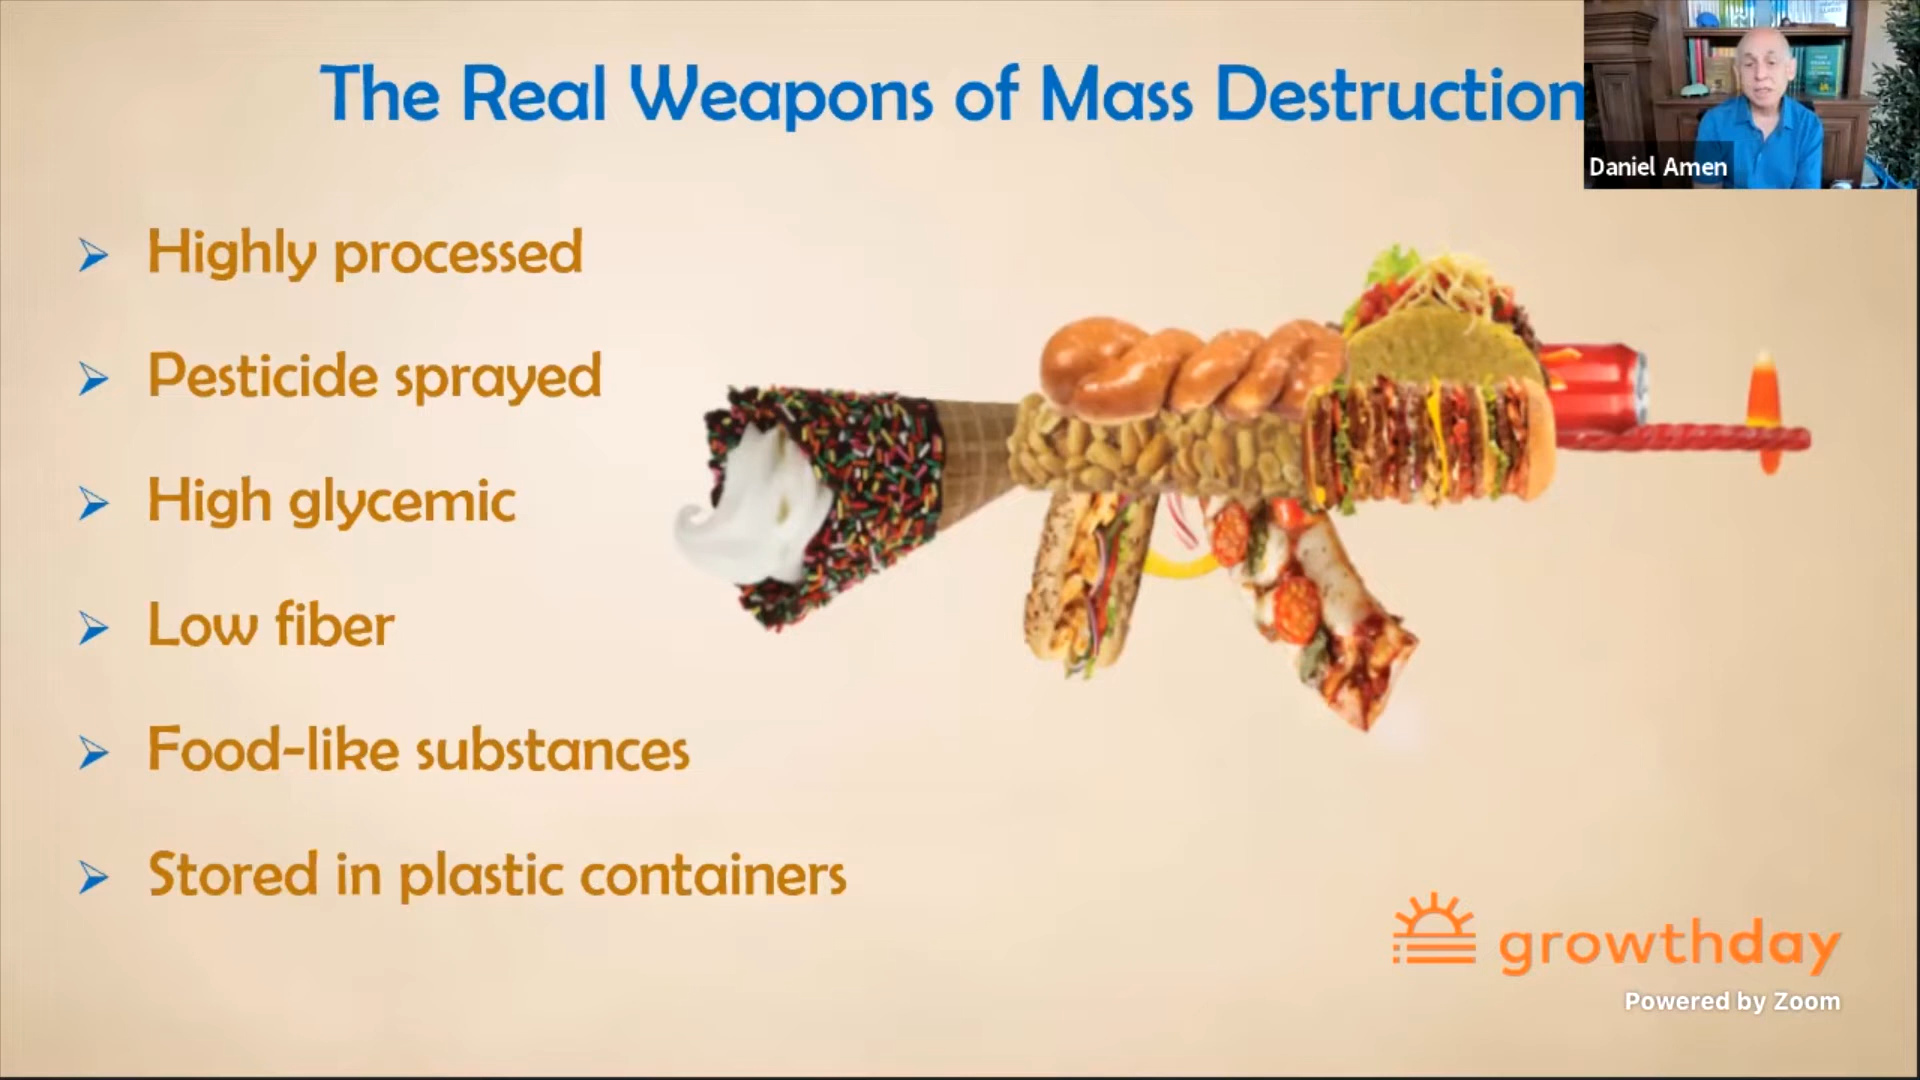 The Real Weapons of Mass Destruction
Daniel Amen
Highly processed
Pesticide sprayed
High glycemic
Low fiber
Food-like substances
Stored in plastic containers
growthday
Powered by Zoom